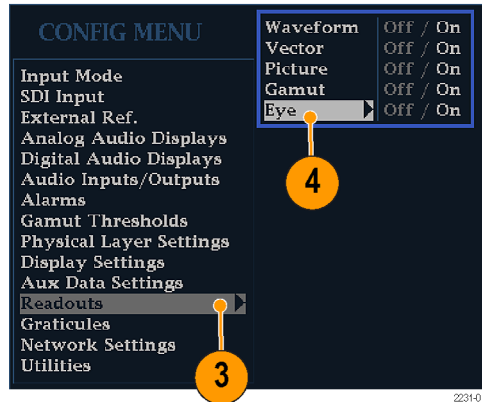 CONFIG MENU
Input Mode
SDI Input
External Ref.
Analog Audio Displays
Digital Audio Displays
Audio Inputs/Outputs
Alarms
Gamut Thresholds
Physical Layer Settings
Display Settings
Aux Data Settings
Readouts
Graticules
Network Settings
Utilities
3
Waveform Off / On
Vector Off / On
Picture Off / On
Gamut Off / On
Eye Off / On
4
2231-0